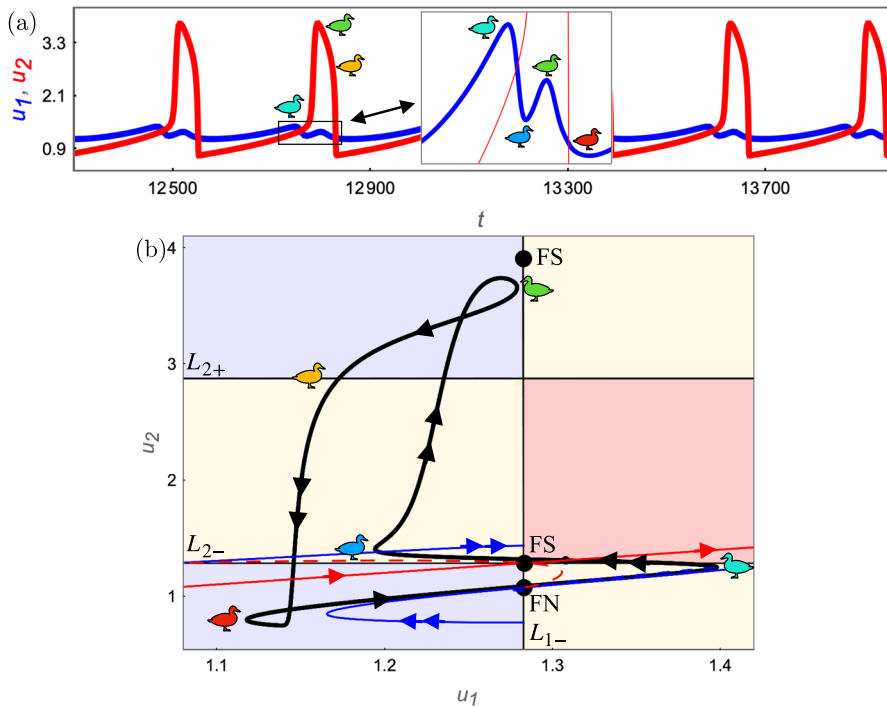 (a)
u1, u2
3.3
2.1
0.9
12500
12900
13300
13700
t
(b)
4
FS
L2+
3
u2
2
L2−
FS
1
FN
L1−
1.1
1.2
1.3
1.4
u1